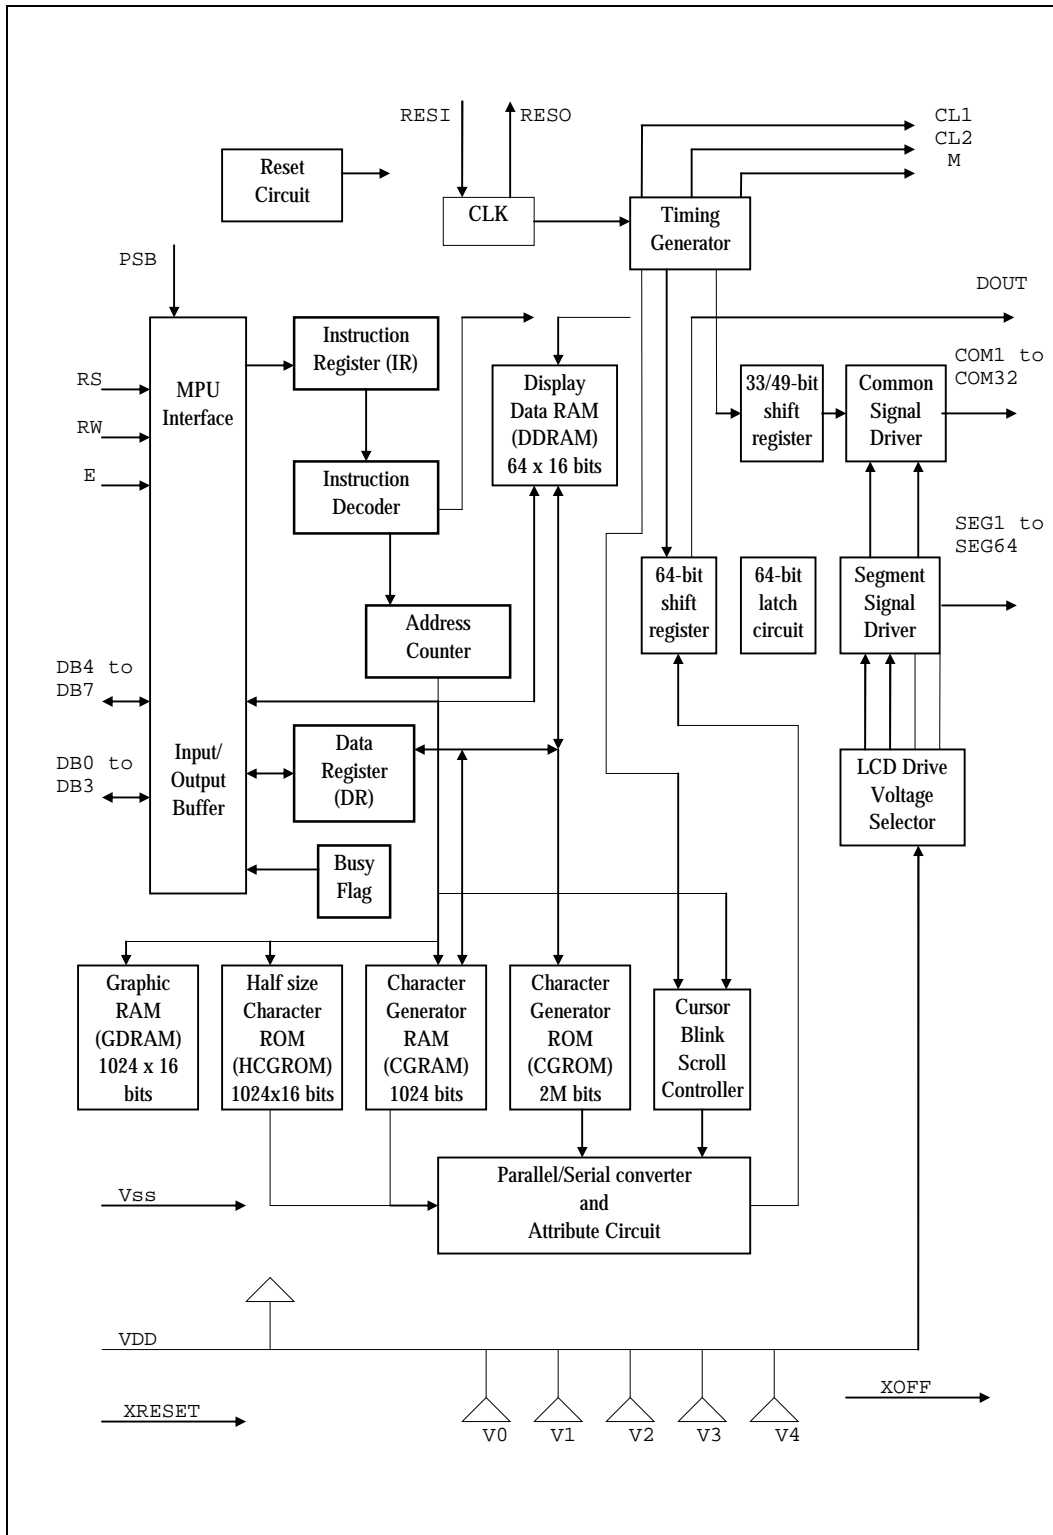 RESI
RESO
CL1
CL2
M
Reset
Circuit
CLK
Timing
Generator
PSB
DOUT
Instruction
Register (IR)
MPU
Interface
RS
RW
E
Display
Data RAM
(DDRAM)
64 x 16 bits
33/49-bit
shift
register
Common
Signal
Driver
COM1 to
COM32
Instruction
Decoder
SEG1 to
SEG64
64-bit
shift
register
64-bit
latch
circuit
Segment
Signal
Driver
Address
Counter
DB4 to
DB7
Input/
Output
Buffer
DB0 to
DB3
Data
Register
(DR)
LCD Drive
Voltage
Selector
Busy
Flag
Graphic
RAM
(GDRAM)
1024 x 16
bits
Half size
Character
ROM
(HCGROM)
1024x16 bits
Character
Generator
RAM
(CGRAM)
1024 bits
Character
Generator
ROM
(CGROM)
2M bits
Cursor
Blink
Scroll
Controller
Parallel/Serial converter
and
Attribute Circuit
Vss
VDD
XRESET
V0
V1
V2
V3
V4
XOFF